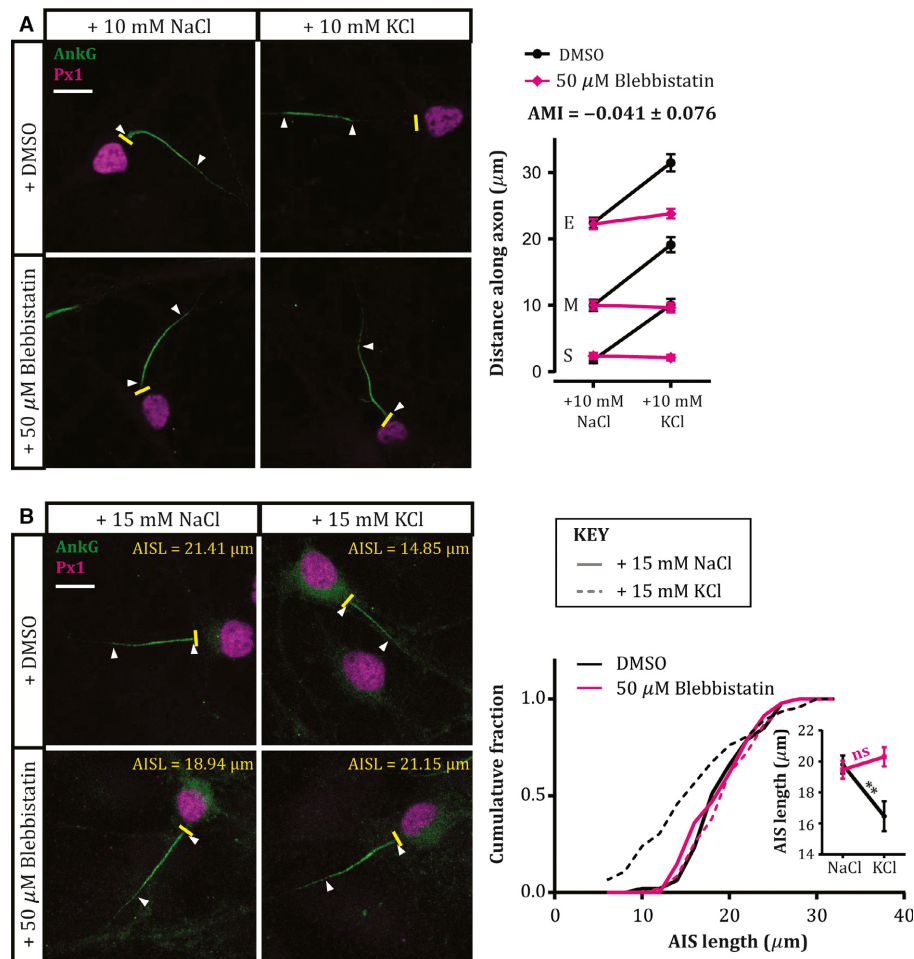 A
+ 10 mM NaCl
+ 10 mM KCl
+ DMSO
+ 50 μM Blebbistatin
AnkG
Px1
DMSO
50 μM Blebbistatin
AMI = −0.041 ± 0.076
Distance along axon (μm)
30
20
10
0
E
M
S
+10 mM
NaCl
+10 mM
KCl
B
+ 15 mM NaCl
+ 15 mM KCl
+ DMSO
+ 50 μM Blebbistatin
AnkG
Px1
AISL = 21.41 μm
AISL = 14.85 μm
AISL = 18.94 μm
AISL = 21.15 μm
KEY
+ 15 mM NaCl
+ 15 mM KCl
DMSO
50 μM Blebbistatin
Cumulatuve fraction
1.0
0.5
0.0
0
10
20
30
40
AIS length (μm)
AIS length (μm)
22
20
18
16
14
ns
**
NaCl
KCl